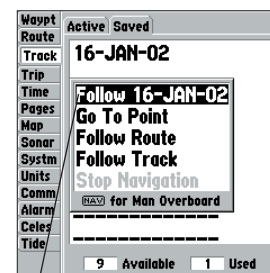 Waypt
Route
Track
Trip
Time
Pages
Map
Sonar
Systm
Units
Comm
Alarm
Celes
Tide
Active Saved
16-JAN-02
Follow 16-JAN-02
Go To Point
Follow Route
Follow Track
Stop Navigation
NAV for Man Overboard
9 Available 1 Used